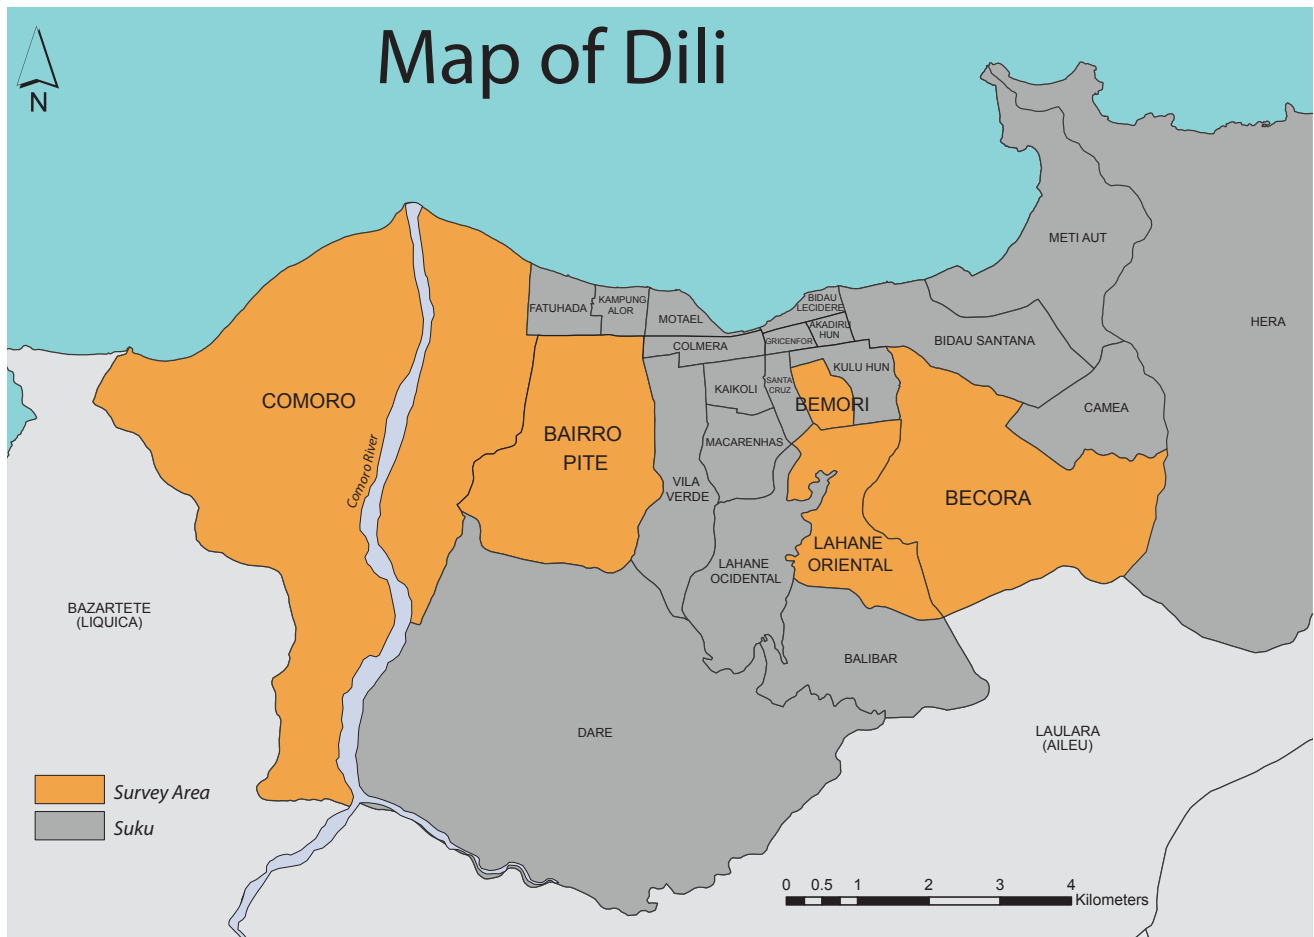 Map of Dili
N
HERA
METI AUT
BIDAU
LECIDERE
KAMPUNG
ALOR
FATUHADA
MOTAEL
AKADIRU
HUN
GRICENFOR
COLMERA
BIDAU SANTANA
KULU HUN
SANTA
CRUZ
KAIKOLI
COMORO
BEMORI
CAMEA
BAIRRO
PITE
MACARENHAS
Comoro River
VILA
VERDE
BECORA
LAHANE
ORIENTAL
LAHANE
OCIDENTAL
BAZARTETE
(LIQUICA)
BALIBAR
DARE
LAULARA
(AILEU)
Survey Area
Suku
0 0.5 1 2 3 4
Kilometers